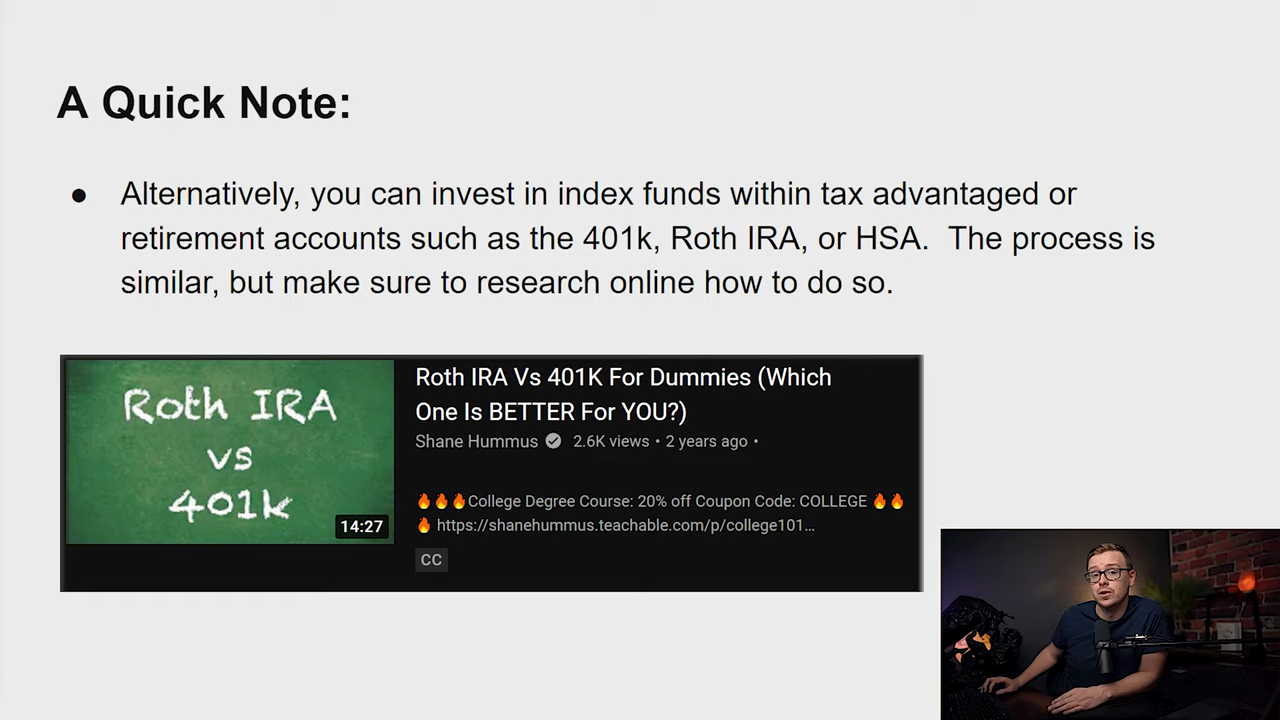 A Quick Note:
● Alternatively, you can invest in index funds within tax advantaged or
retirement accounts such as the 401k, Roth IRA, or HSA.  The process is
similar, but make sure to research online how to do so.
Roth IRA
vs
401k
14:27
Roth IRA Vs 401K For Dummies (Which
One Is BETTER For YOU?)
Shane Hummus 2.6K views • 2 years ago •
🔥🔥🔥College Degree Course: 20% off Coupon Code: COLLEGE 🔥🔥
🔥 https://shanehummus.teachable.com/p/college101...
CC